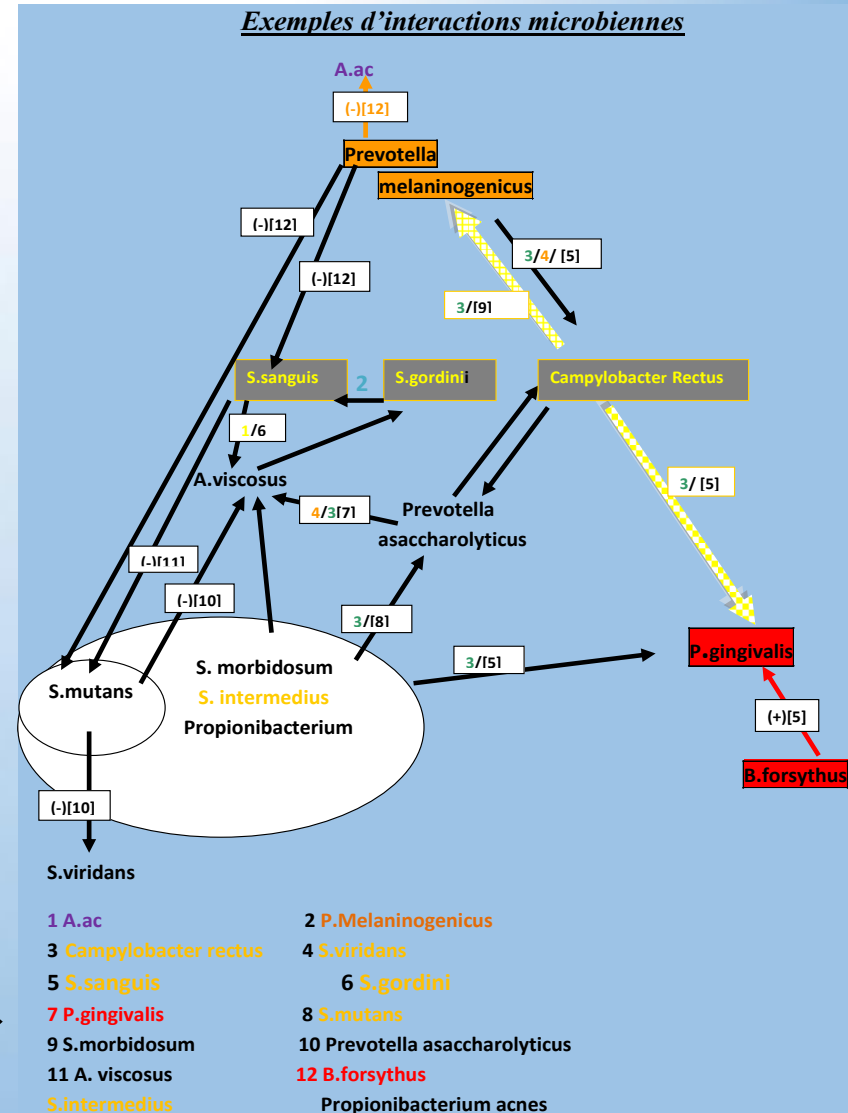 Exemples d’interactions microbiennes
A.ac
(-)[12]
Prevotella
melaninogenicus
(-)[12]
3/4/ [5]
(-)[12]
3/[9]
S.sanguis
2
S.gordinii
Campylobacter Rectus
1/6
A.viscosus
3/ [5]
4/3[7]
Prevotella
asaccharolyticus
(-)[11]
(-)[10]
3/[8]
3/[5]
P.gingivalis
S. morbidosum
S.mutans
S. intermedius
Propionibacterium
(+)[5]
B.forsythus
(-)[10]
S.viridans
1 A.ac 2 P.Melaninogenicus
3 Campylobacter rectus 4 S.viridans
5 S.sanguis 6 S.gordini
7 P.gingivalis 8 S.mutans
9 S.morbidosum 10 Prevotella asaccharolyticus
11 A. viscosus 12 B.forsythus
S.intermedius Propionibacterium acnes